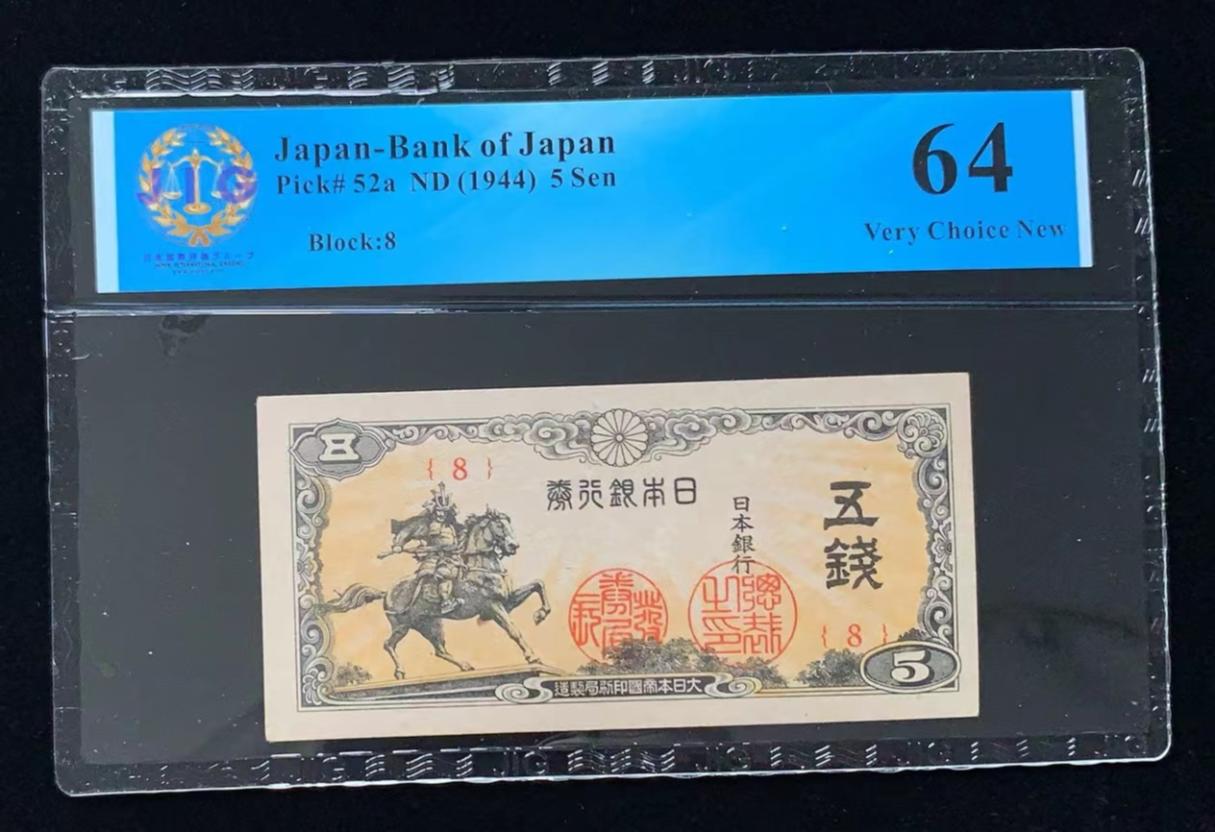 Japan-Bank of Japan
Pick# 52a ND (1944) 5 Sen
Block:8
64
Very Choice New
JIG
{ 8 }
券行銀本日
日本銀行
五錢
{ 8 }
5
造製局刷印國帝本日大